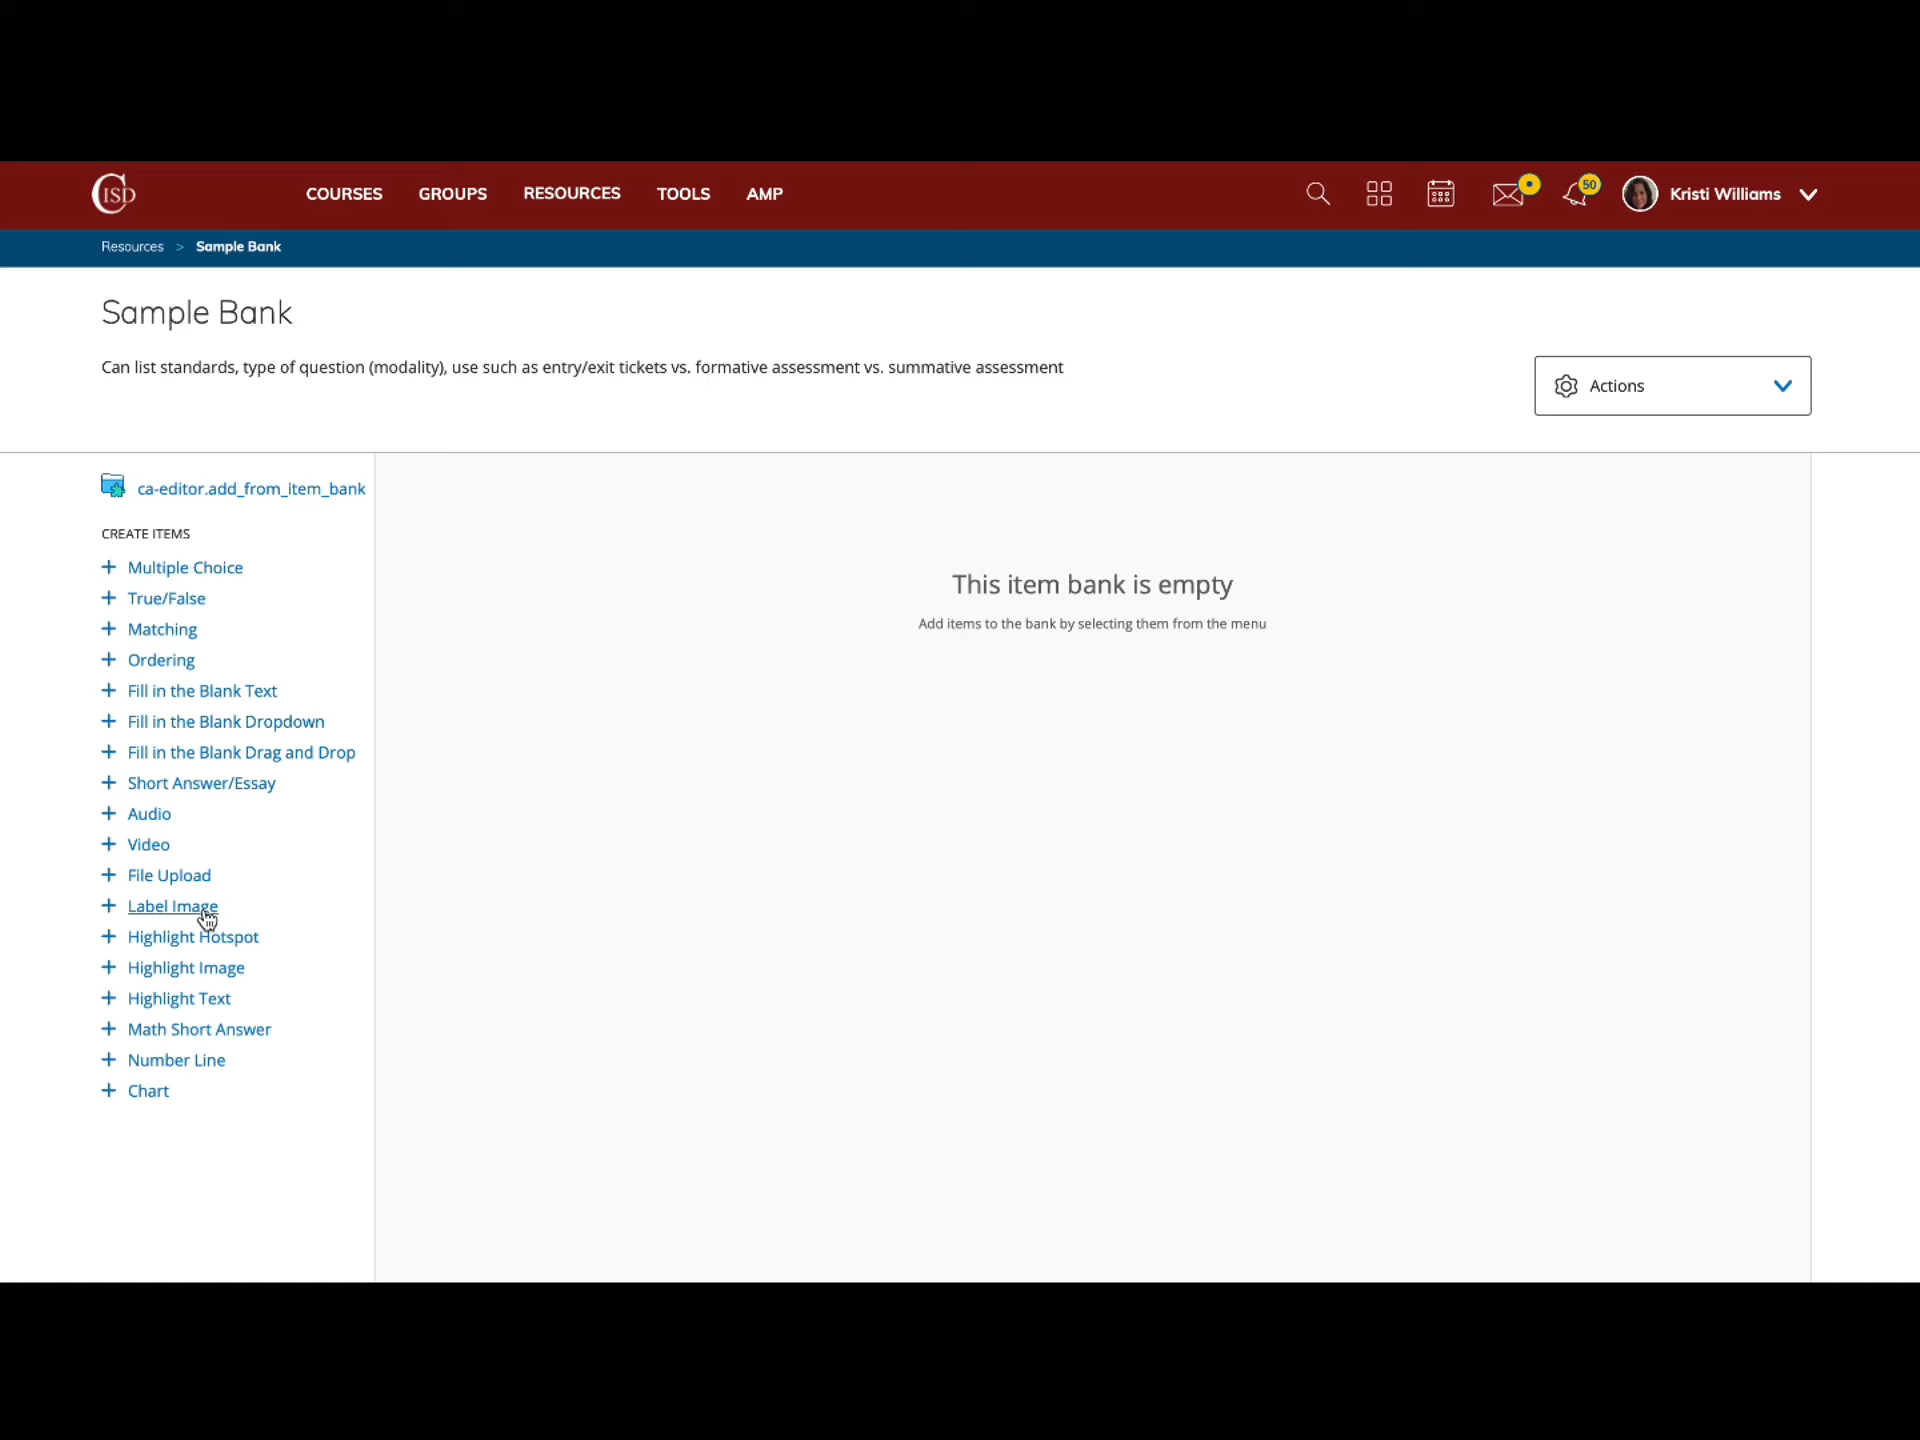 CISD
COURSES GROUPS RESOURCES TOOLS AMP 50 Kristi Williams
Resources > Sample Bank
Sample Bank
Can list standards, type of question (modality), use such as entry/exit tickets vs. formative assessment vs. summative assessment
Actions
ca-editor.add_from_item_bank
CREATE ITEMS
+ Multiple Choice
+ True/False
+ Matching
+ Ordering
+ Fill in the Blank Text
+ Fill in the Blank Dropdown
+ Fill in the Blank Drag and Drop
+ Short Answer/Essay
+ Audio
+ Video
+ File Upload
+ Label Image
+ Highlight Hotspot
+ Highlight Image
+ Highlight Text
+ Math Short Answer
+ Number Line
+ Chart
This item bank is empty
Add items to the bank by selecting them from the menu